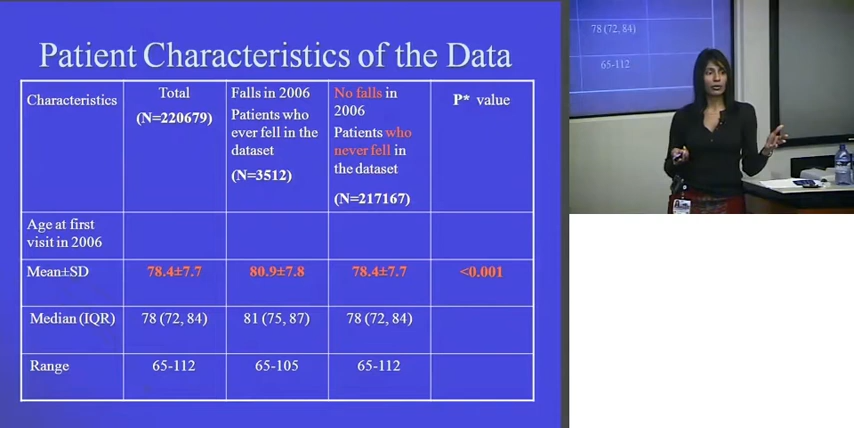 Patient Characteristics of the Data
Characteristics
Total
(N=220679)
Falls in 2006
Patients who
ever fell in the
dataset
(N=3512)
No falls in
2006
Patients who
never fell in
the dataset
(N=217167)
P* value
Age at first
visit in 2006
Mean±SD
78.4±7.7
80.9±7.8
78.4±7.7
<0.001
Median (IQR)
78 (72, 84)
81 (75, 87)
78 (72, 84)
Range
65-112
65-105
65-112
78 (72, 84)
65-112